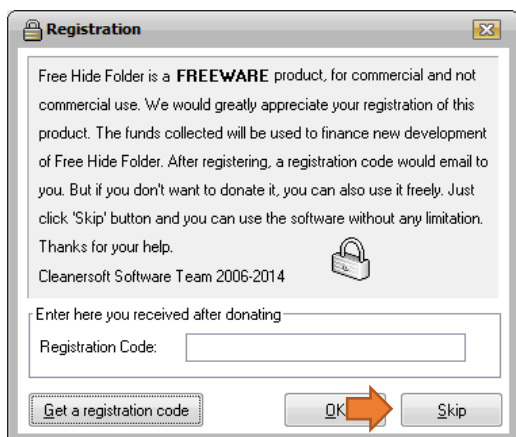 Registration
Free Hide Folder is a FREEWARE product, for commercial and not
commercial use. We would greatly appreciate your registration of this
product. The funds collected will be used to finance new development
of Free Hide Folder. After registering, a registration code would email to
you. But if you don't want to donate it, you can also use it freely. Just
click 'Skip' button and you can use the software without any limitation.
Thanks for your help.
Cleanersoft Software Team 2006-2014
Enter here you received after donating
Registration Code:
Get a registration code
OK
Skip